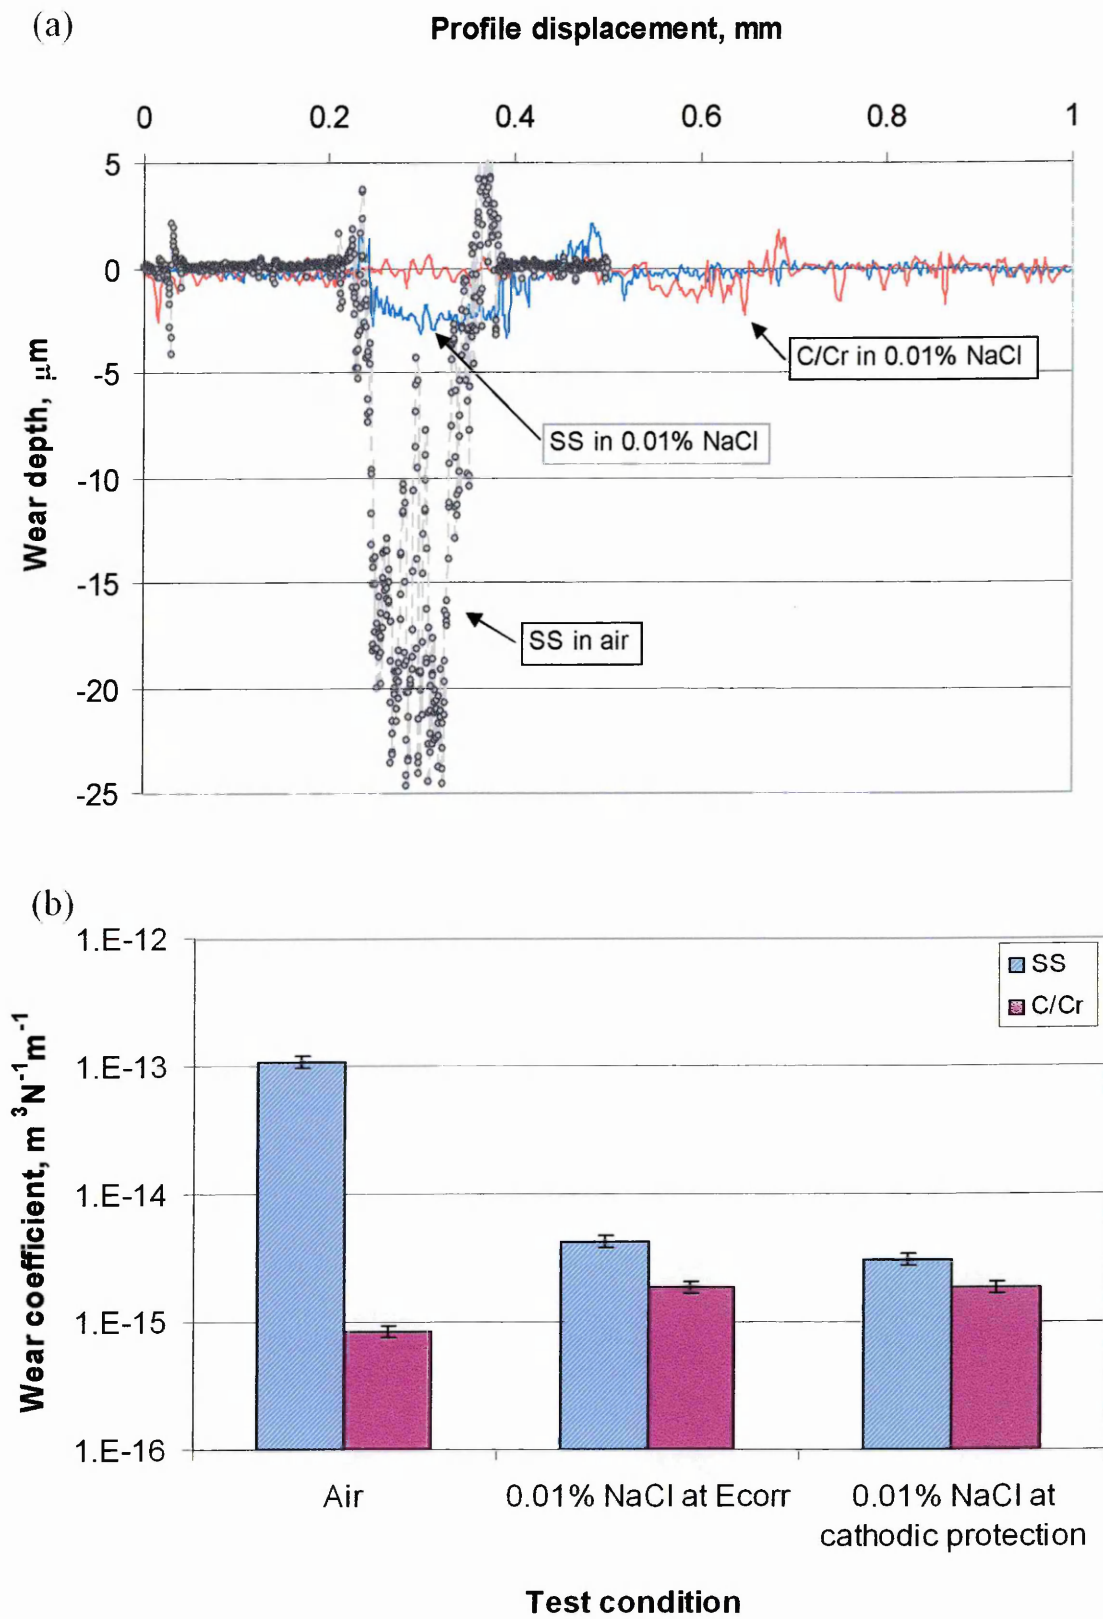 (a)
Profile displacement, mm
0 0.2 0.4 0.6 0.8 1
5
0
-5
-10
-15
-20
-25
Wear depth, µm
C/Cr in 0.01% NaCl
SS in 0.01% NaCl
SS in air
(b)
1.E-12
1.E-13
1.E-14
1.E-15
1.E-16
Wear coefficient, m³N⁻¹m⁻¹
SS
C/Cr
Air
0.01% NaCl at Ecorr
0.01% NaCl at
cathodic protection
Test condition